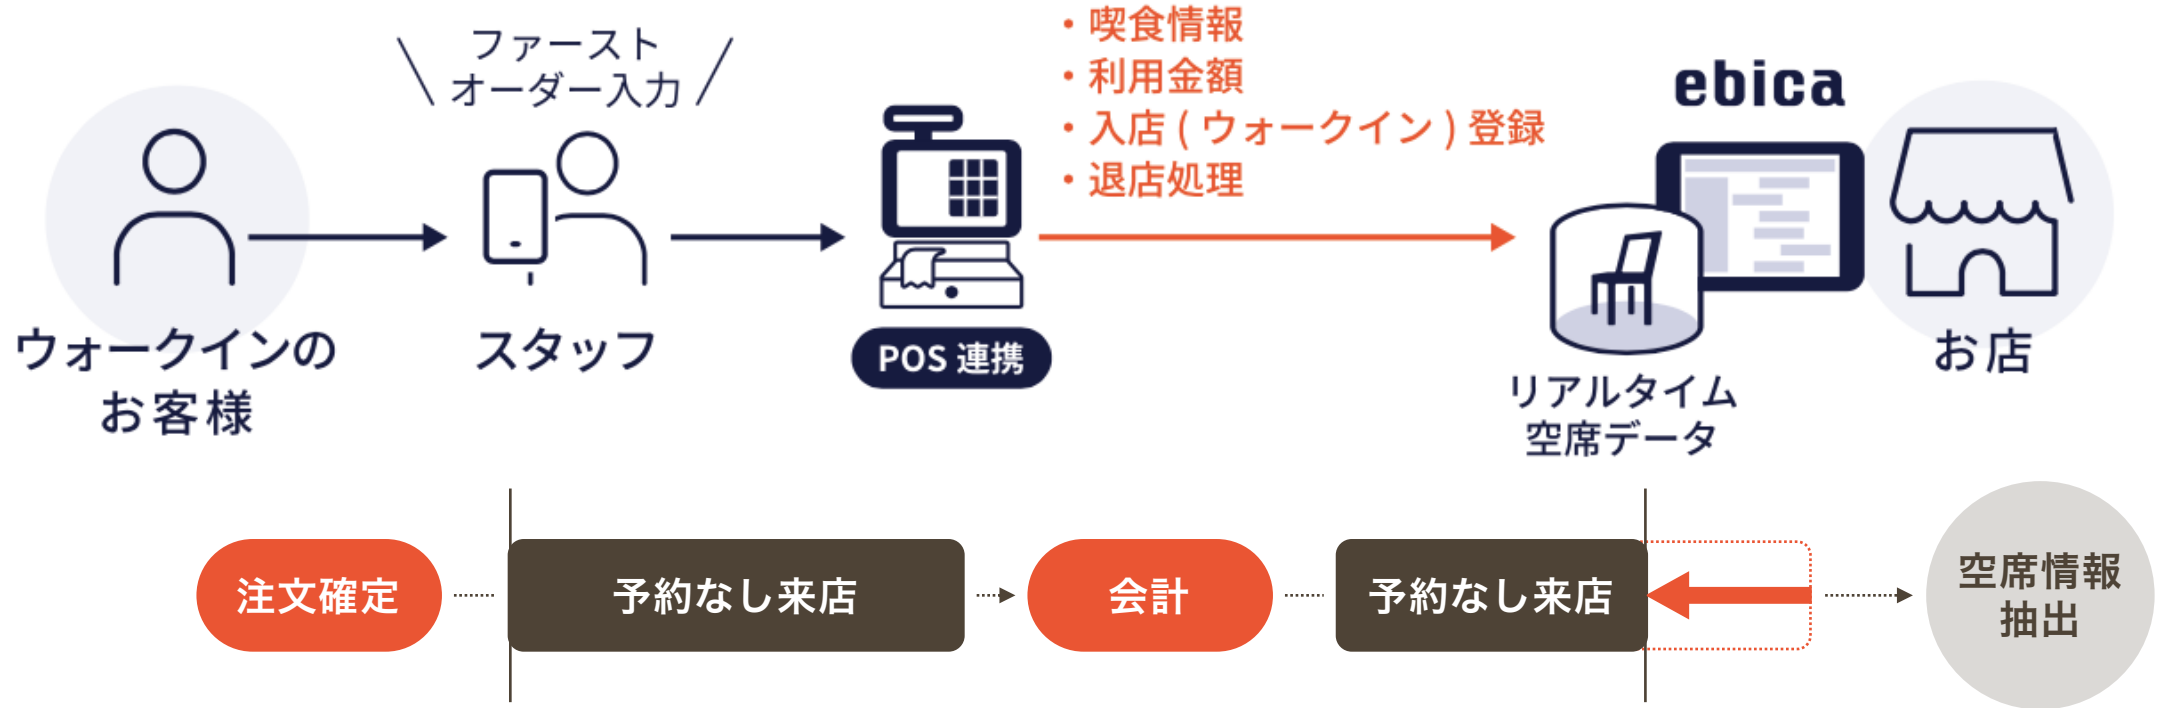 ファースト
オーダー入力
・喫食情報
・利用金額
・入店(ウォークイン)登録
・退店処理
ebica
ウォークインの
お客様
スタッフ
POS 連携
リアルタイム
空席データ
お店
注文確定
予約なし来店
会計
予約なし来店
空席情報
抽出